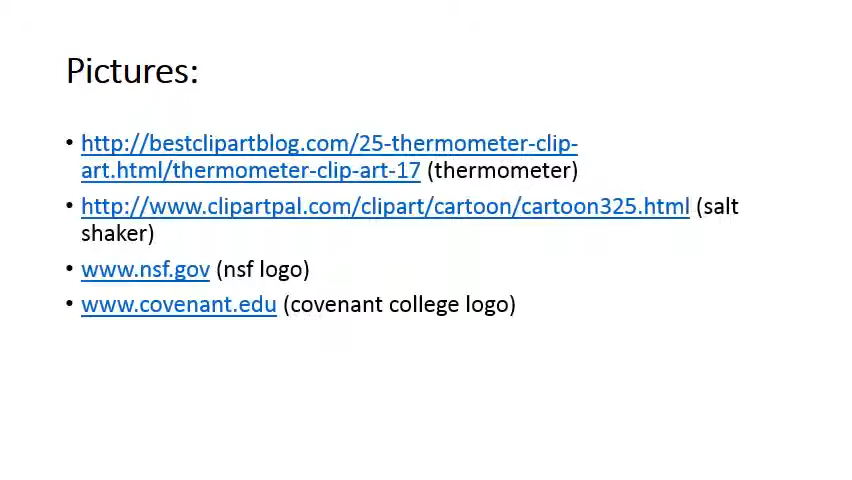 Pictures:
• http://bestclipartblog.com/25-thermometer-clip-
art.html/thermometer-clip-art-17 (thermometer)
• http://www.clipartpal.com/clipart/cartoon/cartoon325.html (salt
shaker)
• www.nsf.gov (nsf logo)
• www.covenant.edu (covenant college logo)